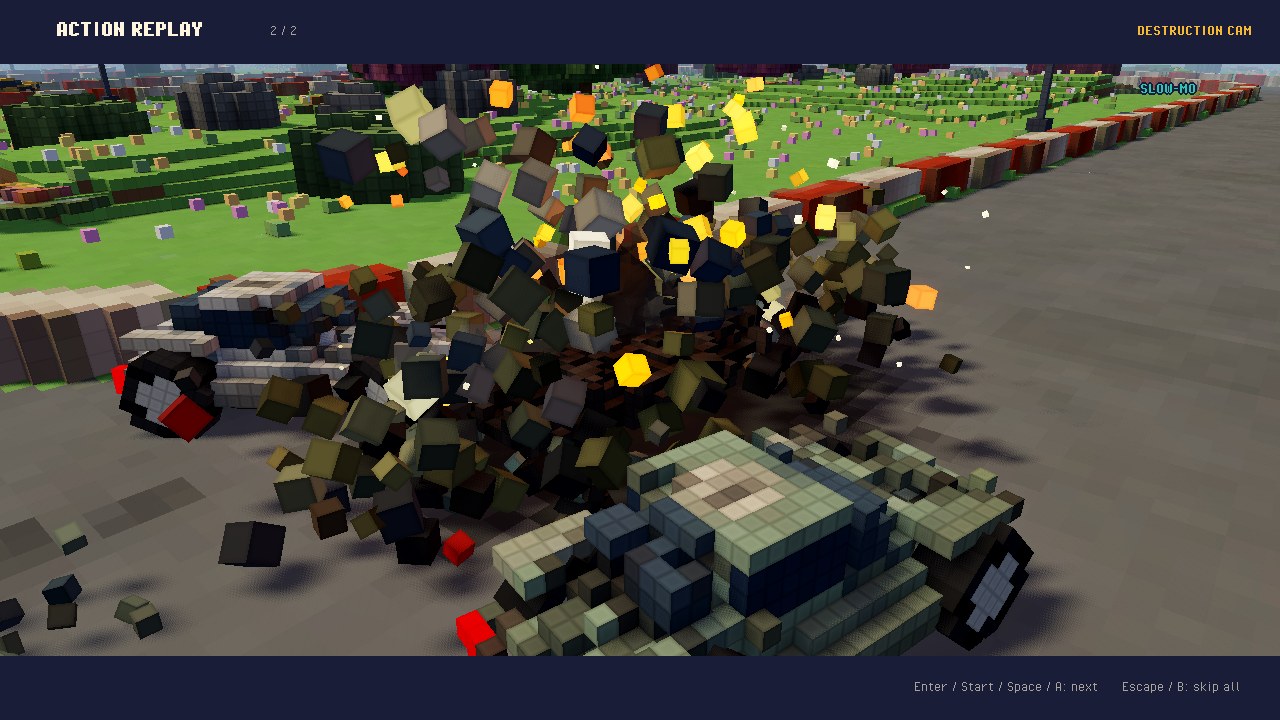 ACTION REPLAY
2 / 2
DESTRUCTION CAM
SLOW-MO
Enter / Start / Space / A: next
Escape / B: skip all